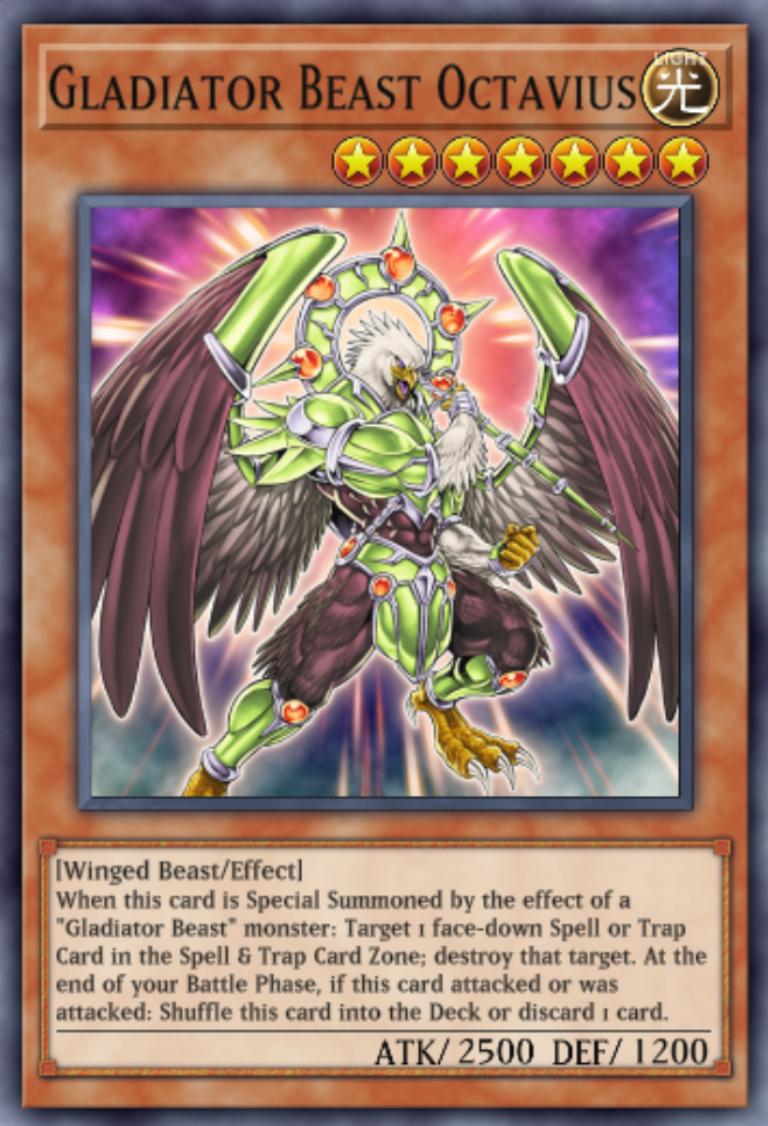 GLADIATOR BEAST OCTAVIUS
LIGHT
光
[Winged Beast/Effect]
When this card is Special Summoned by the effect of a
"Gladiator Beast" monster: Target 1 face-down Spell or Trap
Card in the Spell & Trap Card Zone; destroy that target. At the
end of your Battle Phase, if this card attacked or was
attacked: Shuffle this card into the Deck or discard 1 card.
ATK/ 2500 DEF/ 1200